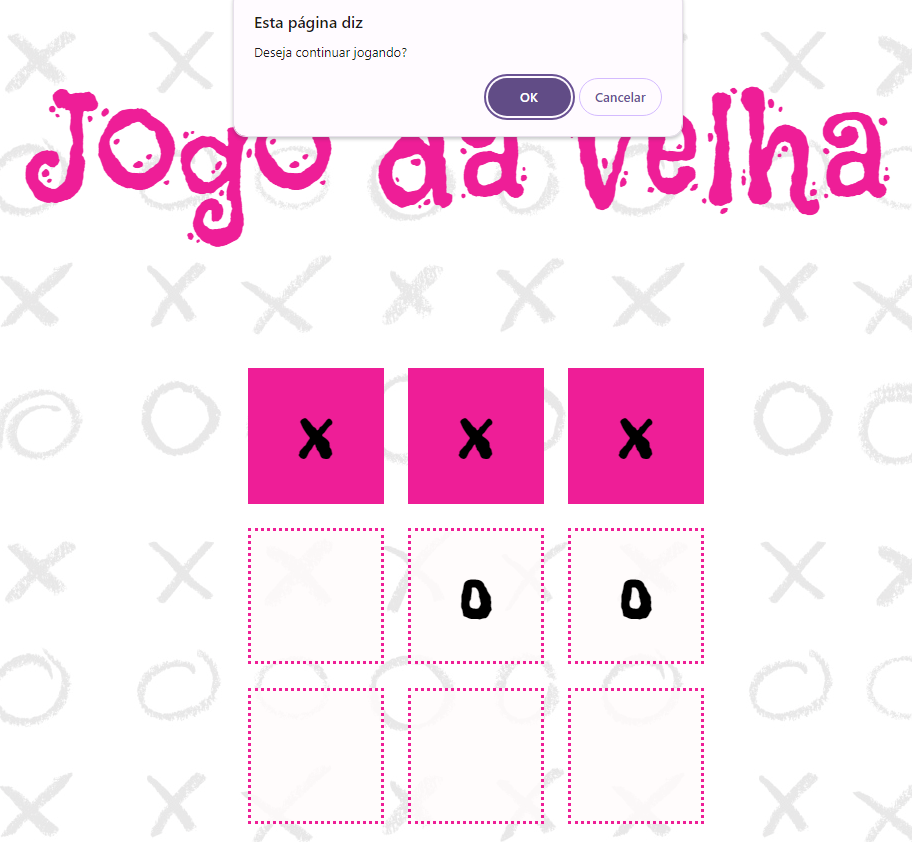 Esta página diz
Deseja continuar jogando?
OK Cancelar
Jogo da Velha
X X X
O O